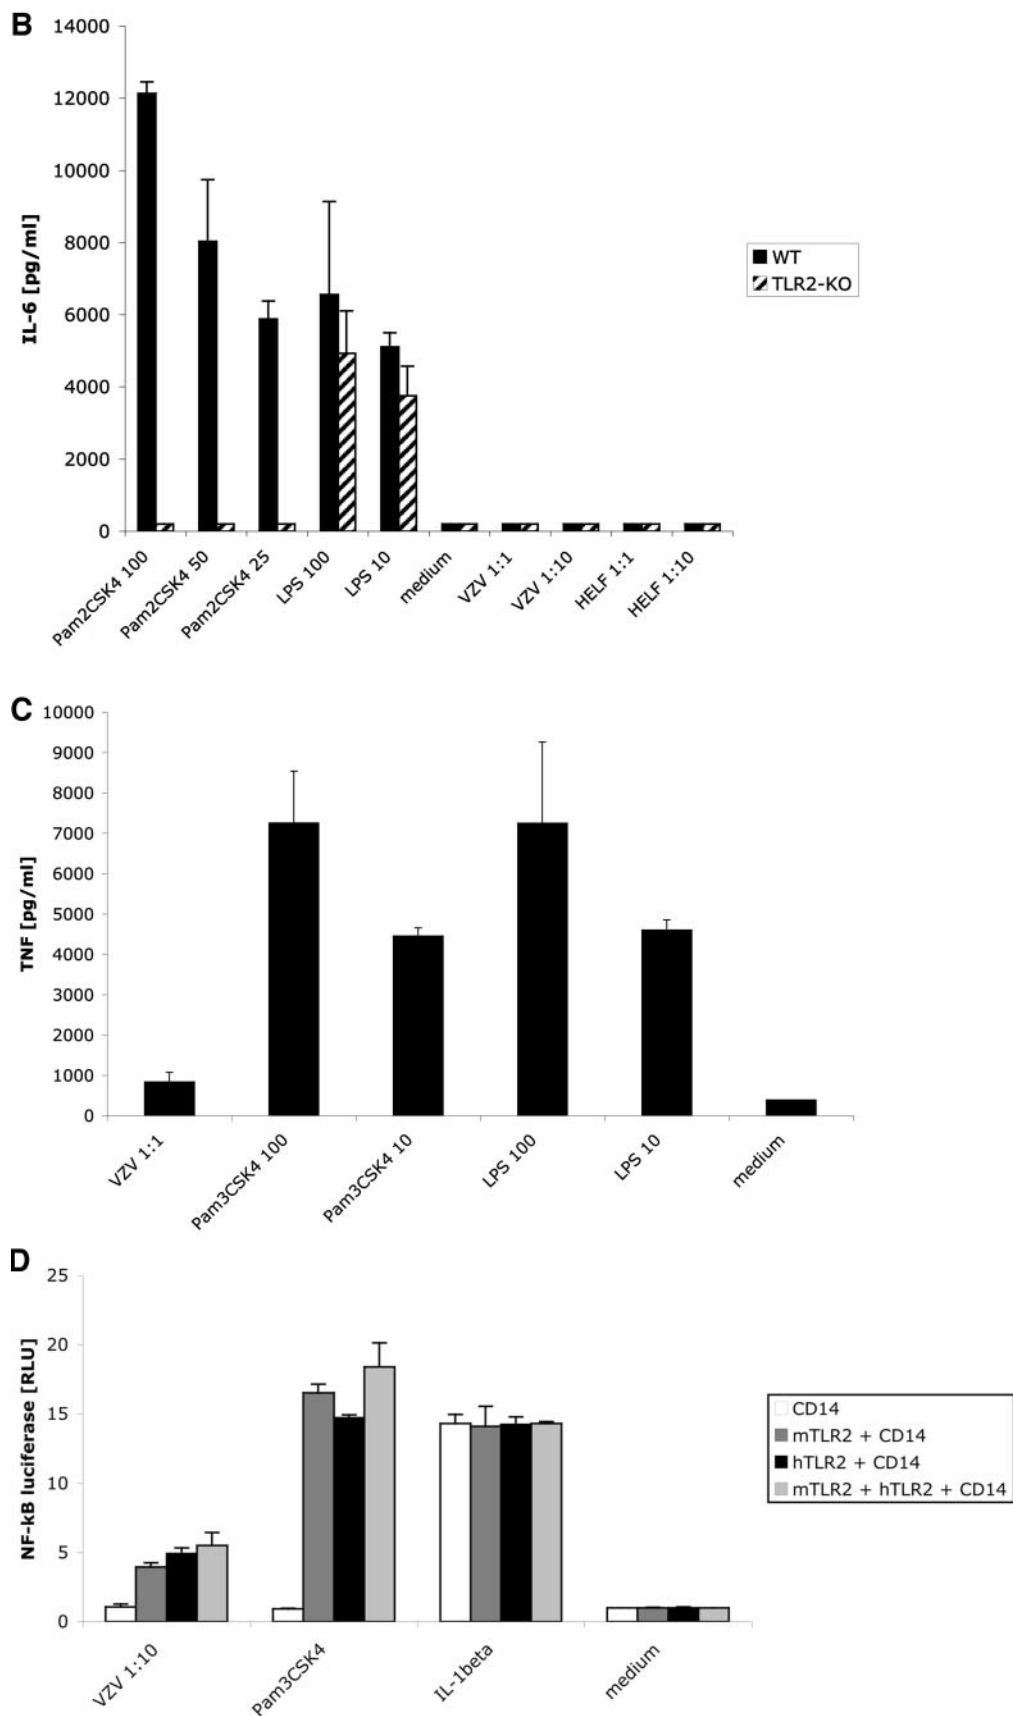 B
14000
12000
10000
8000
6000
4000
2000
0
IL-6 [pg/ml]
WT
TLR2-KO
Pam2CSK4 100
Pam2CSK4 50
Pam2CSK4 25
LPS 100
LPS 10
medium
VZV 1:1
VZV 1:10
HELF 1:1
HELF 1:10
C
10000
9000
8000
7000
6000
5000
4000
3000
2000
1000
0
TNF [pg/ml]
VZV 1:1
Pam3CSK4 100
Pam3CSK4 10
LPS 100
LPS 10
medium
D
25
20
15
10
5
0
NF-kB luciferase [RLU]
CD14
mTLR2 + CD14
hTLR2 + CD14
mTLR2 + hTLR2 + CD14
VZV 1:10
Pam3CSK4
IL-1beta
medium